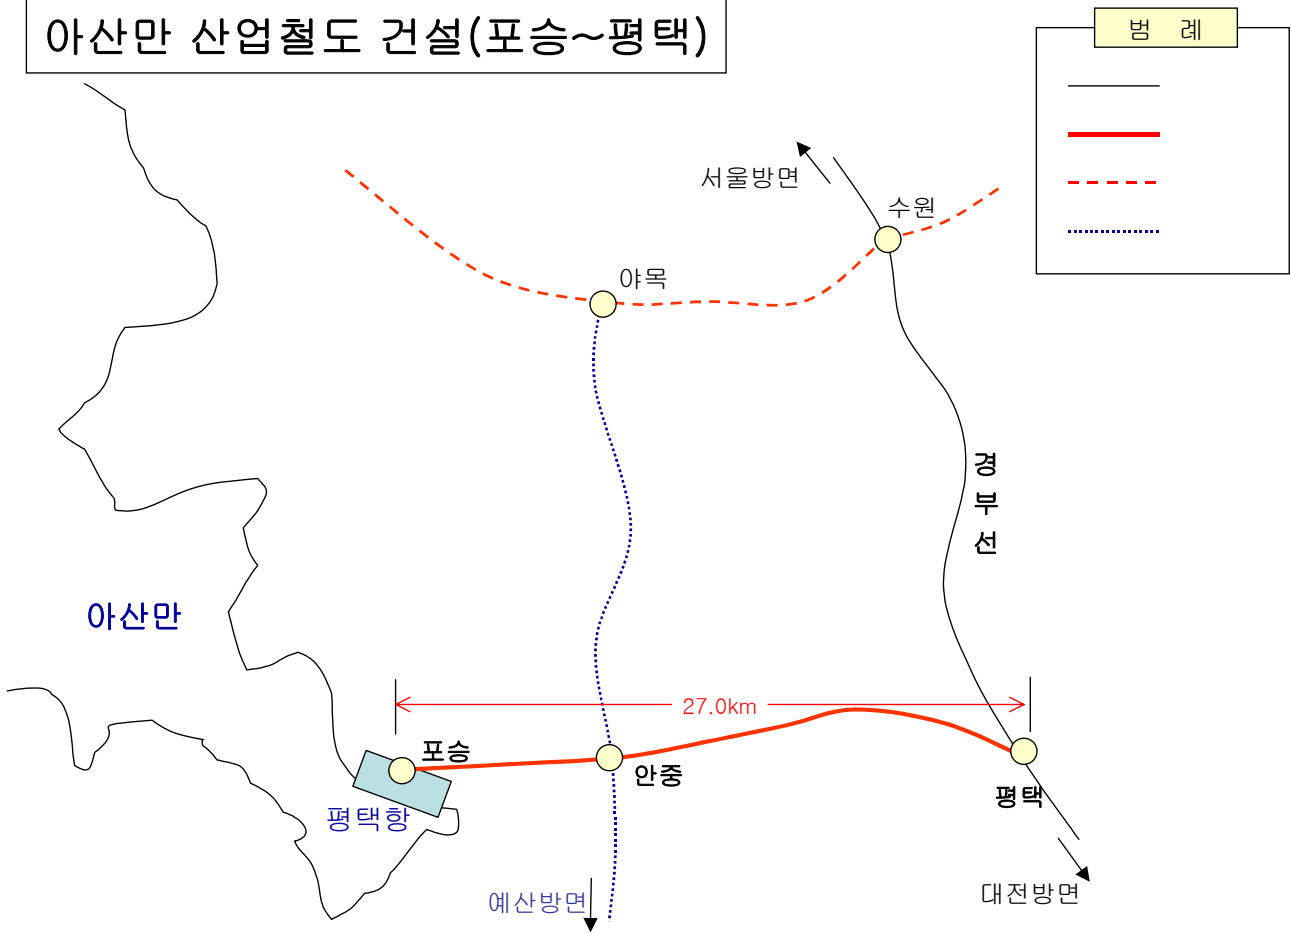 아산만 산업철도 건설(포승~평택)
범 례
서울방면
수원
야목
경
부
선
아산만
27.0km
포승
안중
평택
평택항
예산방면
대전방면